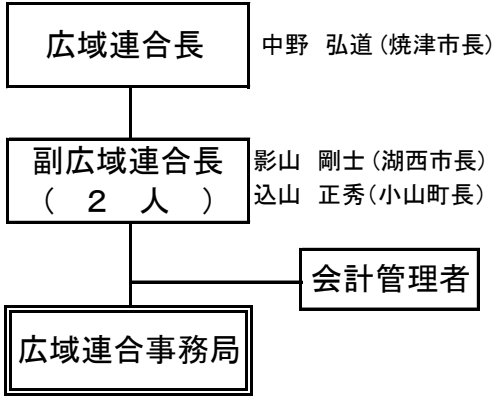 広域連合長
中野　弘道（焼津市長）
副広域連合長
（　２　人　）
影山　剛士（湖西市長）
込山　正秀（小山町長）
会計管理者
広域連合事務局